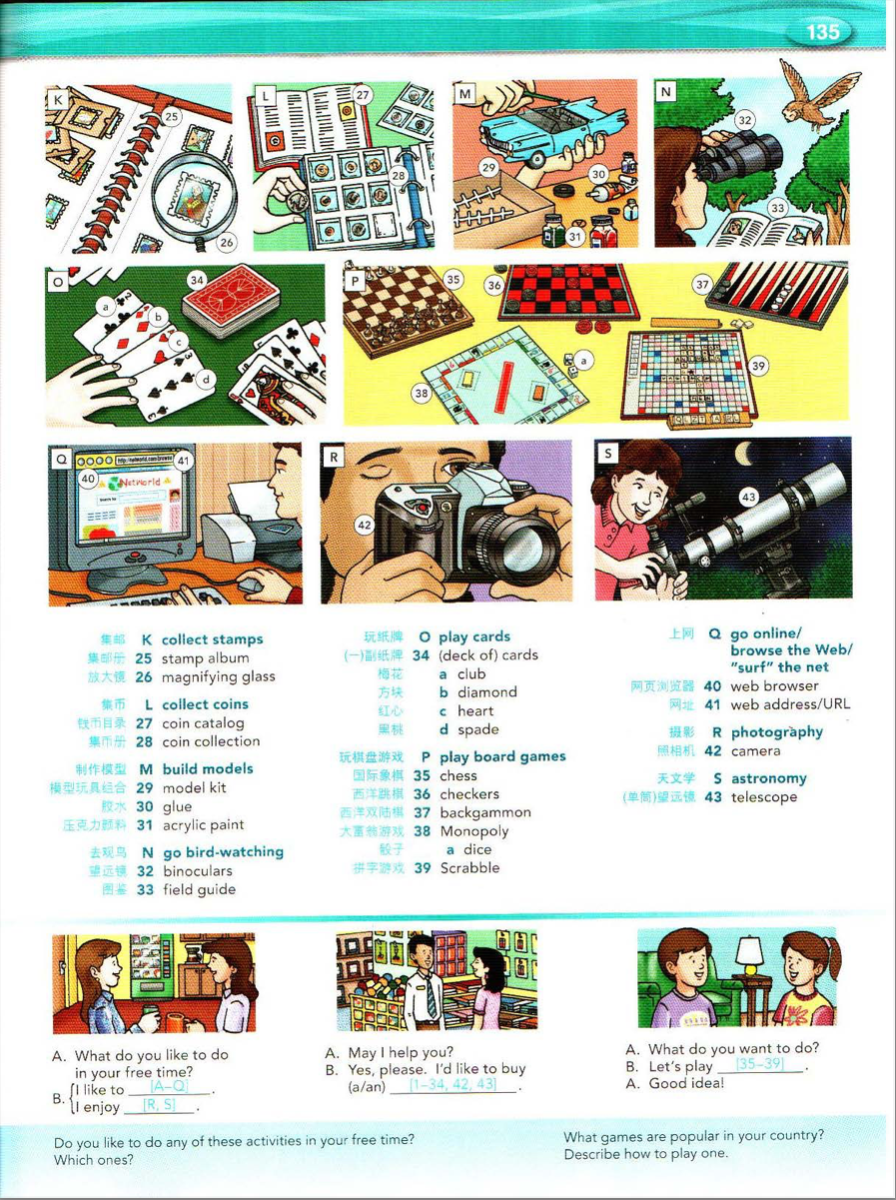 135
K
25
26
L
27
28
M
29
30
31
N
32
33
O
34
a
b
c
d
P
35
36
37
38
a
39
Q
40
41
NetWorld
R
42
S
43
集邮 K collect stamps
集邮册 25 stamp album
放大镜 26 magnifying glass
集币 L collect coins
钱币目录 27 coin catalog
集币册 28 coin collection
制作模型 M build models
模型玩具组合 29 model kit
胶水 30 glue
压克力颜料 31 acrylic paint
去观鸟 N go bird-watching
望远镜 32 binoculars
图鉴 33 field guide
玩纸牌 O play cards
(一)副纸牌 34 (deck of) cards
梅花 a club
方块 b diamond
红心 c heart
黑桃 d spade
玩棋盘游戏 P play board games
国际象棋 35 chess
西洋跳棋 36 checkers
西洋双陆棋 37 backgammon
大富翁游戏 38 Monopoly
骰子 a dice
拼字游戏 39 Scrabble
上网 Q go online/
browse the Web/
"surf" the net
网页浏览器 40 web browser
网址 41 web address/URL
摄影 R photography
照相机 42 camera
天文学 S astronomy
(单筒)望远镜 43 telescope
A. What do you like to do
in your free time?
B. I like to [A–Q].
I enjoy [R, S].
A. May I help you?
B. Yes, please. I'd like to buy
(a/an) [1–34, 42, 43].
A. What do you want to do?
B. Let's play [35–39].
A. Good idea!
Do you like to do any of these activities in your free time?
Which ones?
What games are popular in your country?
Describe how to play one.